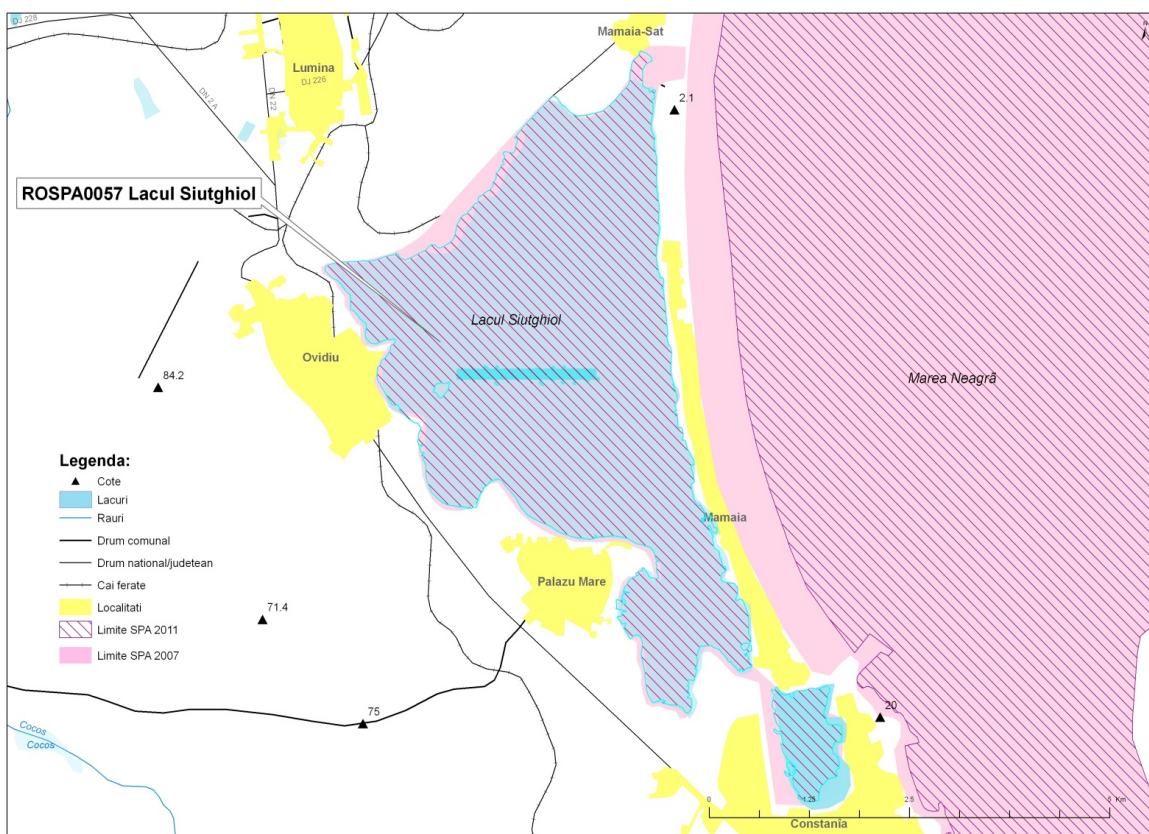 DJ 228
Mamaia-Sat
N
Lumina
DJ 226
DN 2 A
DN 22
2.1
ROSPA0057 Lacul Siutghiol
Lacul Siutghiol
Ovidiu
Marea Neagrã
84.2
Legenda:
Cote
Lacuri
Rauri
Drum comunal
Drum national/judetean
Cai ferate
Localitati
Limite SPA 2011
Limite SPA 2007
Mamaia
Palazu Mare
71.4
75
20
Cocos
Cocos
0 1.25 2.5 5 Km
Constanta